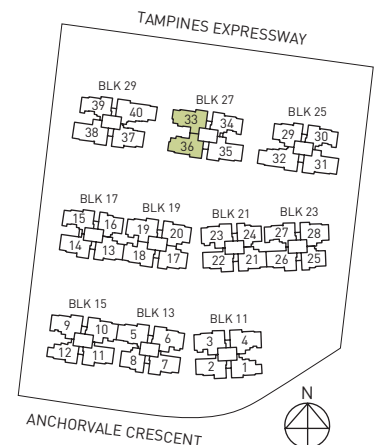 TAMPINES EXPRESSWAY
BLK 29
BLK 27
BLK 25
39 40
33 34
29 30
38 37
36 35
32 31
BLK 17
BLK 19
BLK 21
BLK 23
15 16
19 20
23 24
27 28
14 13
18 17
22 21
26 25
BLK 15
BLK 13
BLK 11
9 10
5 6
3 4
12 11
8 7
2 1
N
ANCHORVALE CRESCENT